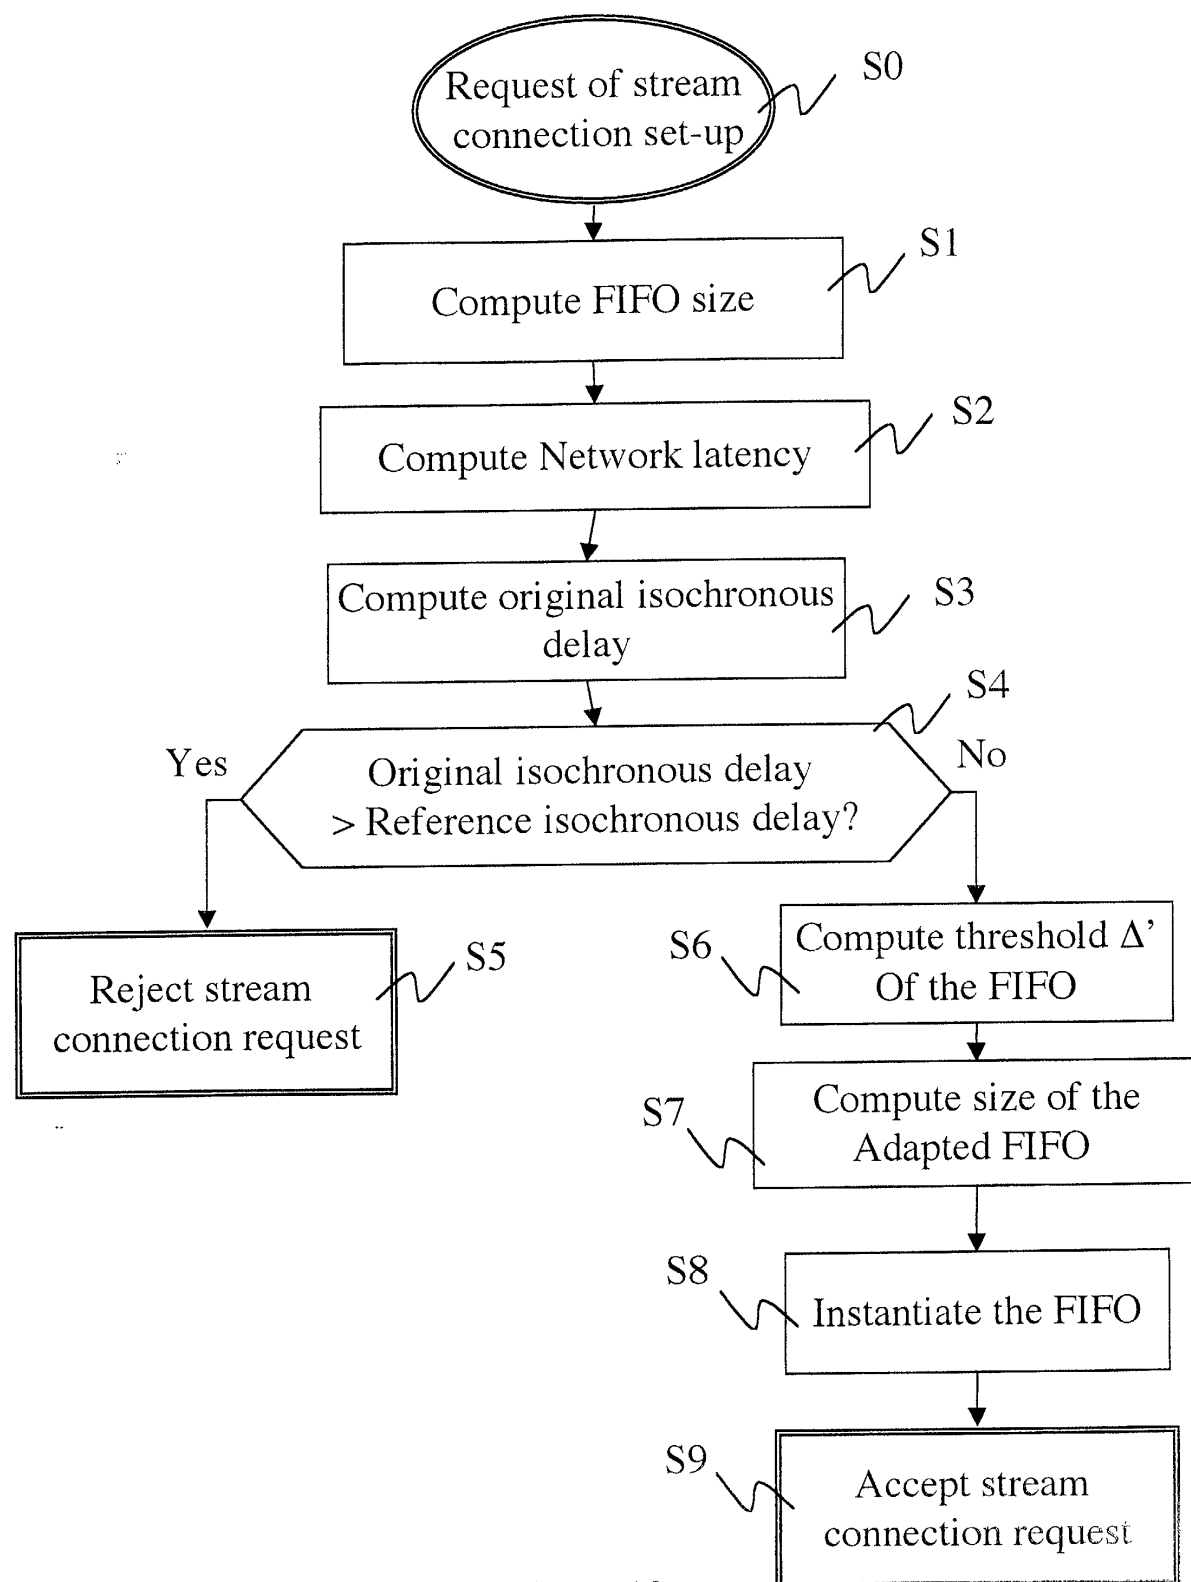 Request of stream
connection set-up
S0
S1
Compute FIFO size
S2
Compute Network latency
S3
Compute original isochronous
delay
S4
Yes
No
Original isochronous delay
> Reference isochronous delay?
S5
Reject stream
connection request
S6
Compute threshold Δ’
Of the FIFO
S7
Compute size of the
Adapted FIFO
S8
Instantiate the FIFO
S9
Accept stream
connection request